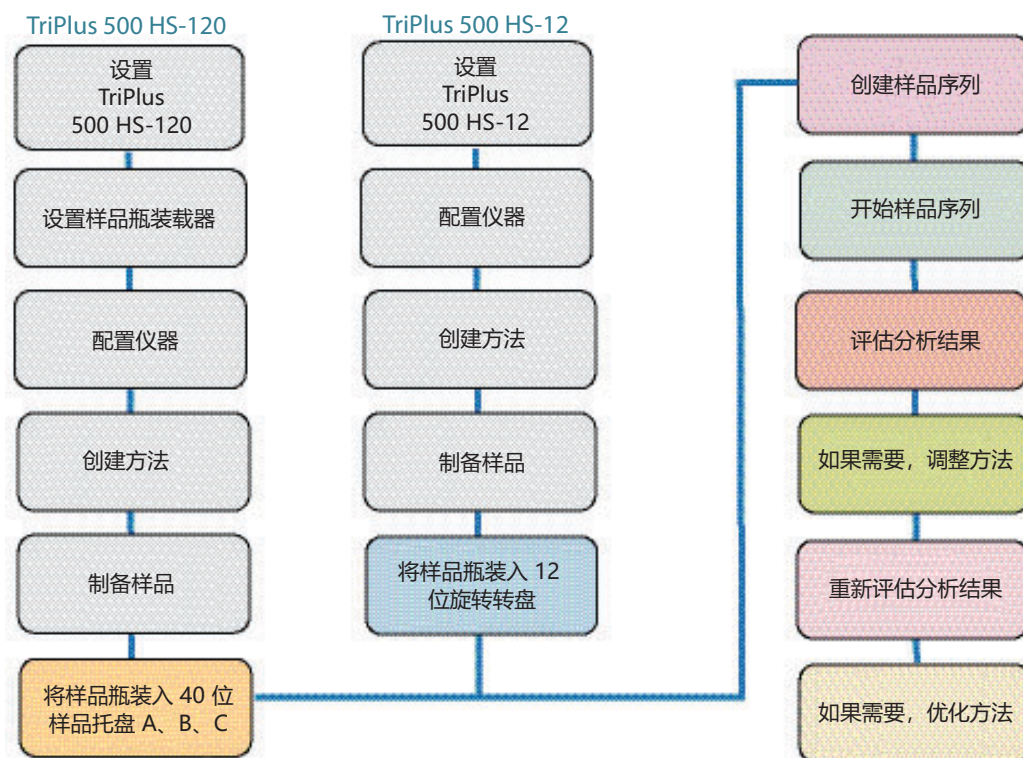 TriPlus 500 HS-120
设置
TriPlus
500 HS-120
设置样品瓶装载器
配置仪器
创建方法
制备样品
将样品瓶装入 40 位
样品托盘 A、B、C
TriPlus 500 HS-12
设置
TriPlus
500 HS-12
配置仪器
创建方法
制备样品
将样品瓶装入 12
位旋转转盘
创建样品序列
开始样品序列
评估分析结果
如果需要，调整方法
重新评估分析结果
如果需要，优化方法